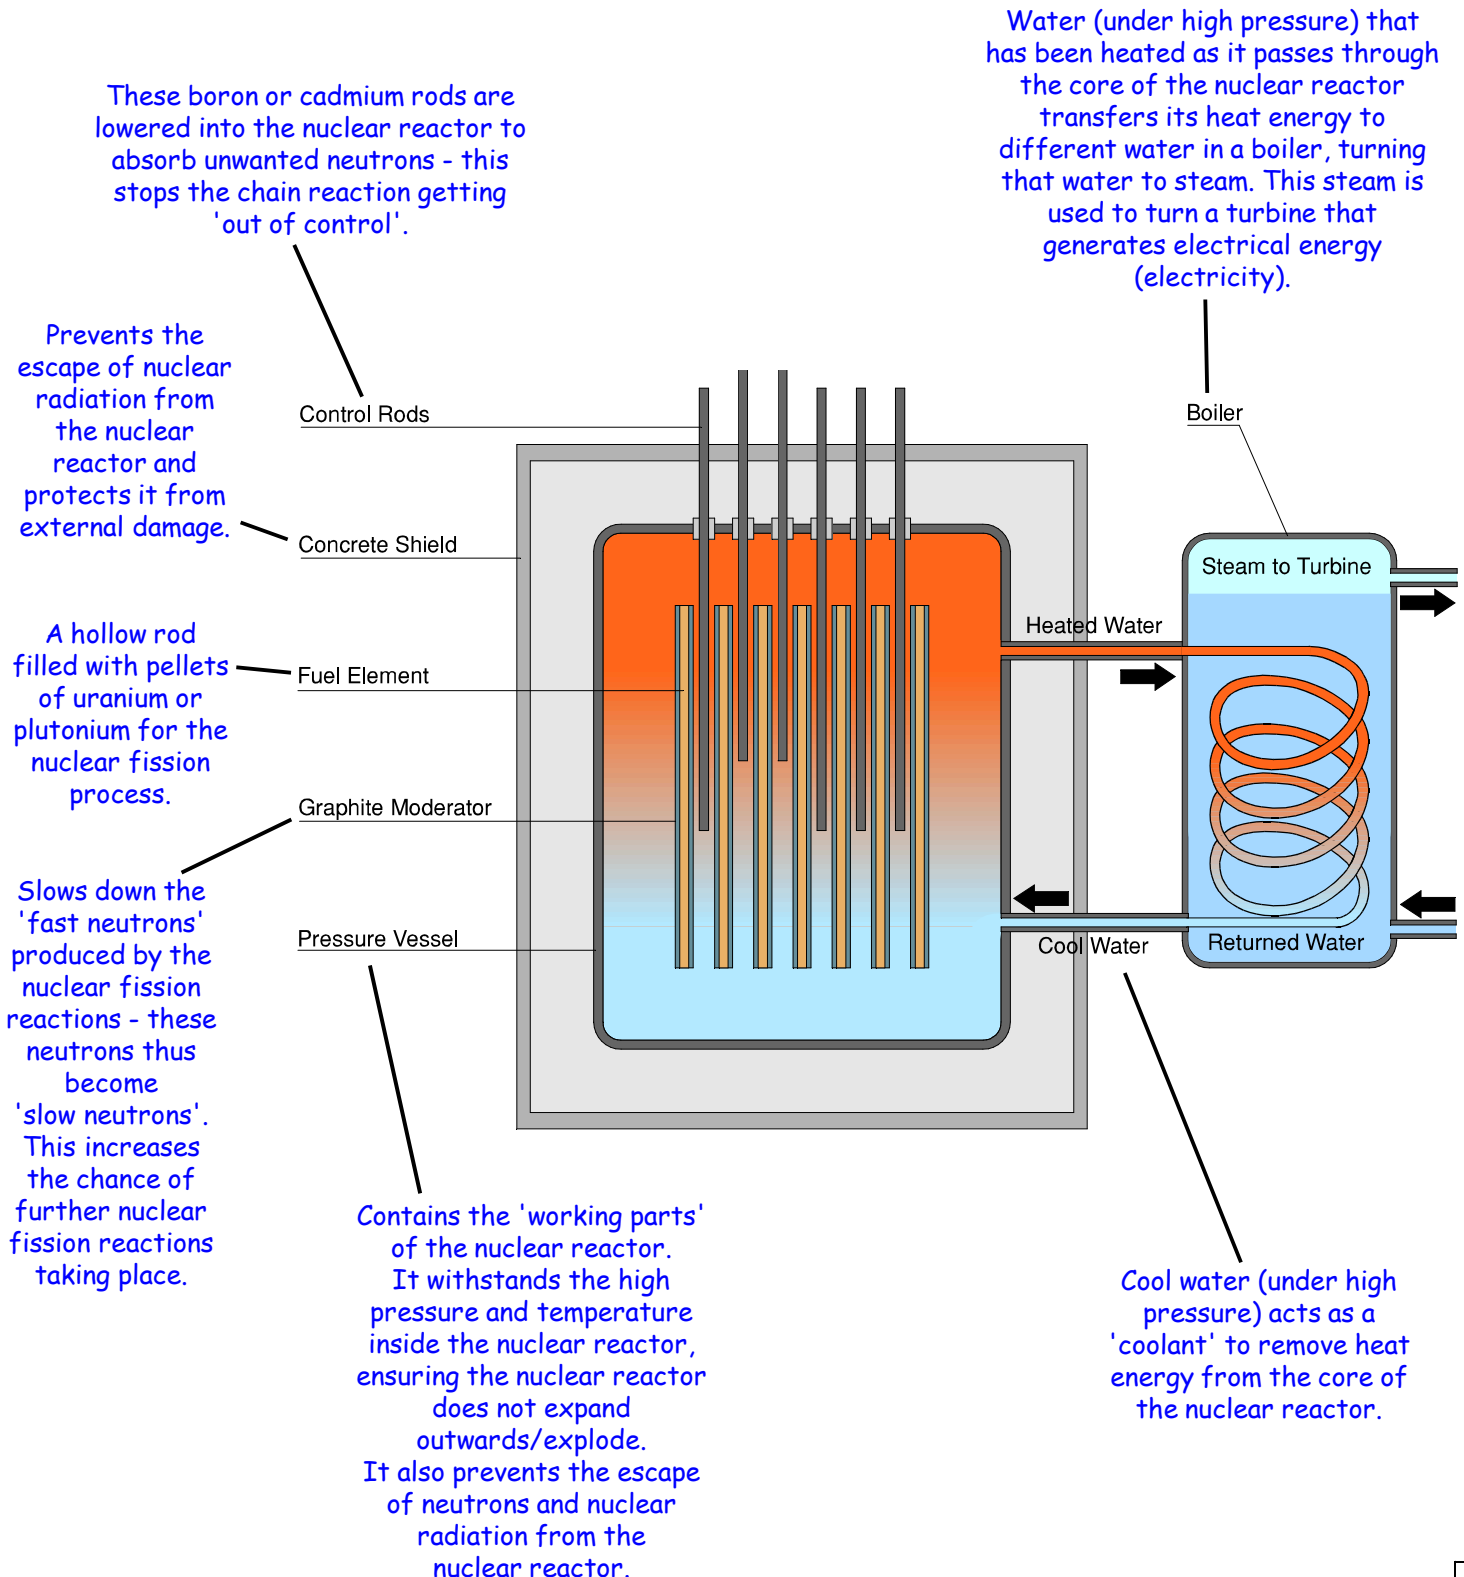 Water (under high pressure) that
has been heated as it passes through
the core of the nuclear reactor
transfers its heat energy to
different water in a boiler, turning
that water to steam. This steam is
used to turn a turbine that
generates electrical energy
(electricity).
These boron or cadmium rods are
lowered into the nuclear reactor to
absorb unwanted neutrons - this
stops the chain reaction getting
'out of control'.
Prevents the
escape of nuclear
radiation from
the nuclear
reactor and
protects it from
external damage.
Control Rods
Boiler
Concrete Shield
Steam to Turbine
A hollow rod
filled with pellets
of uranium or
plutonium for the
nuclear fission
process.
Heated Water
Fuel Element
Graphite Moderator
Slows down the
'fast neutrons'
produced by the
nuclear fission
reactions - these
neutrons thus
become
'slow neutrons'.
This increases
the chance of
further nuclear
fission reactions
taking place.
Pressure Vessel
Cool Water
Returned Water
Contains the 'working parts'
of the nuclear reactor.
It withstands the high
pressure and temperature
inside the nuclear reactor,
ensuring the nuclear reactor
does not expand
outwards/explode.
It also prevents the escape
of neutrons and nuclear
radiation from the
nuclear reactor.
Cool water (under high
pressure) acts as a
'coolant' to remove heat
energy from the core of
the nuclear reactor.